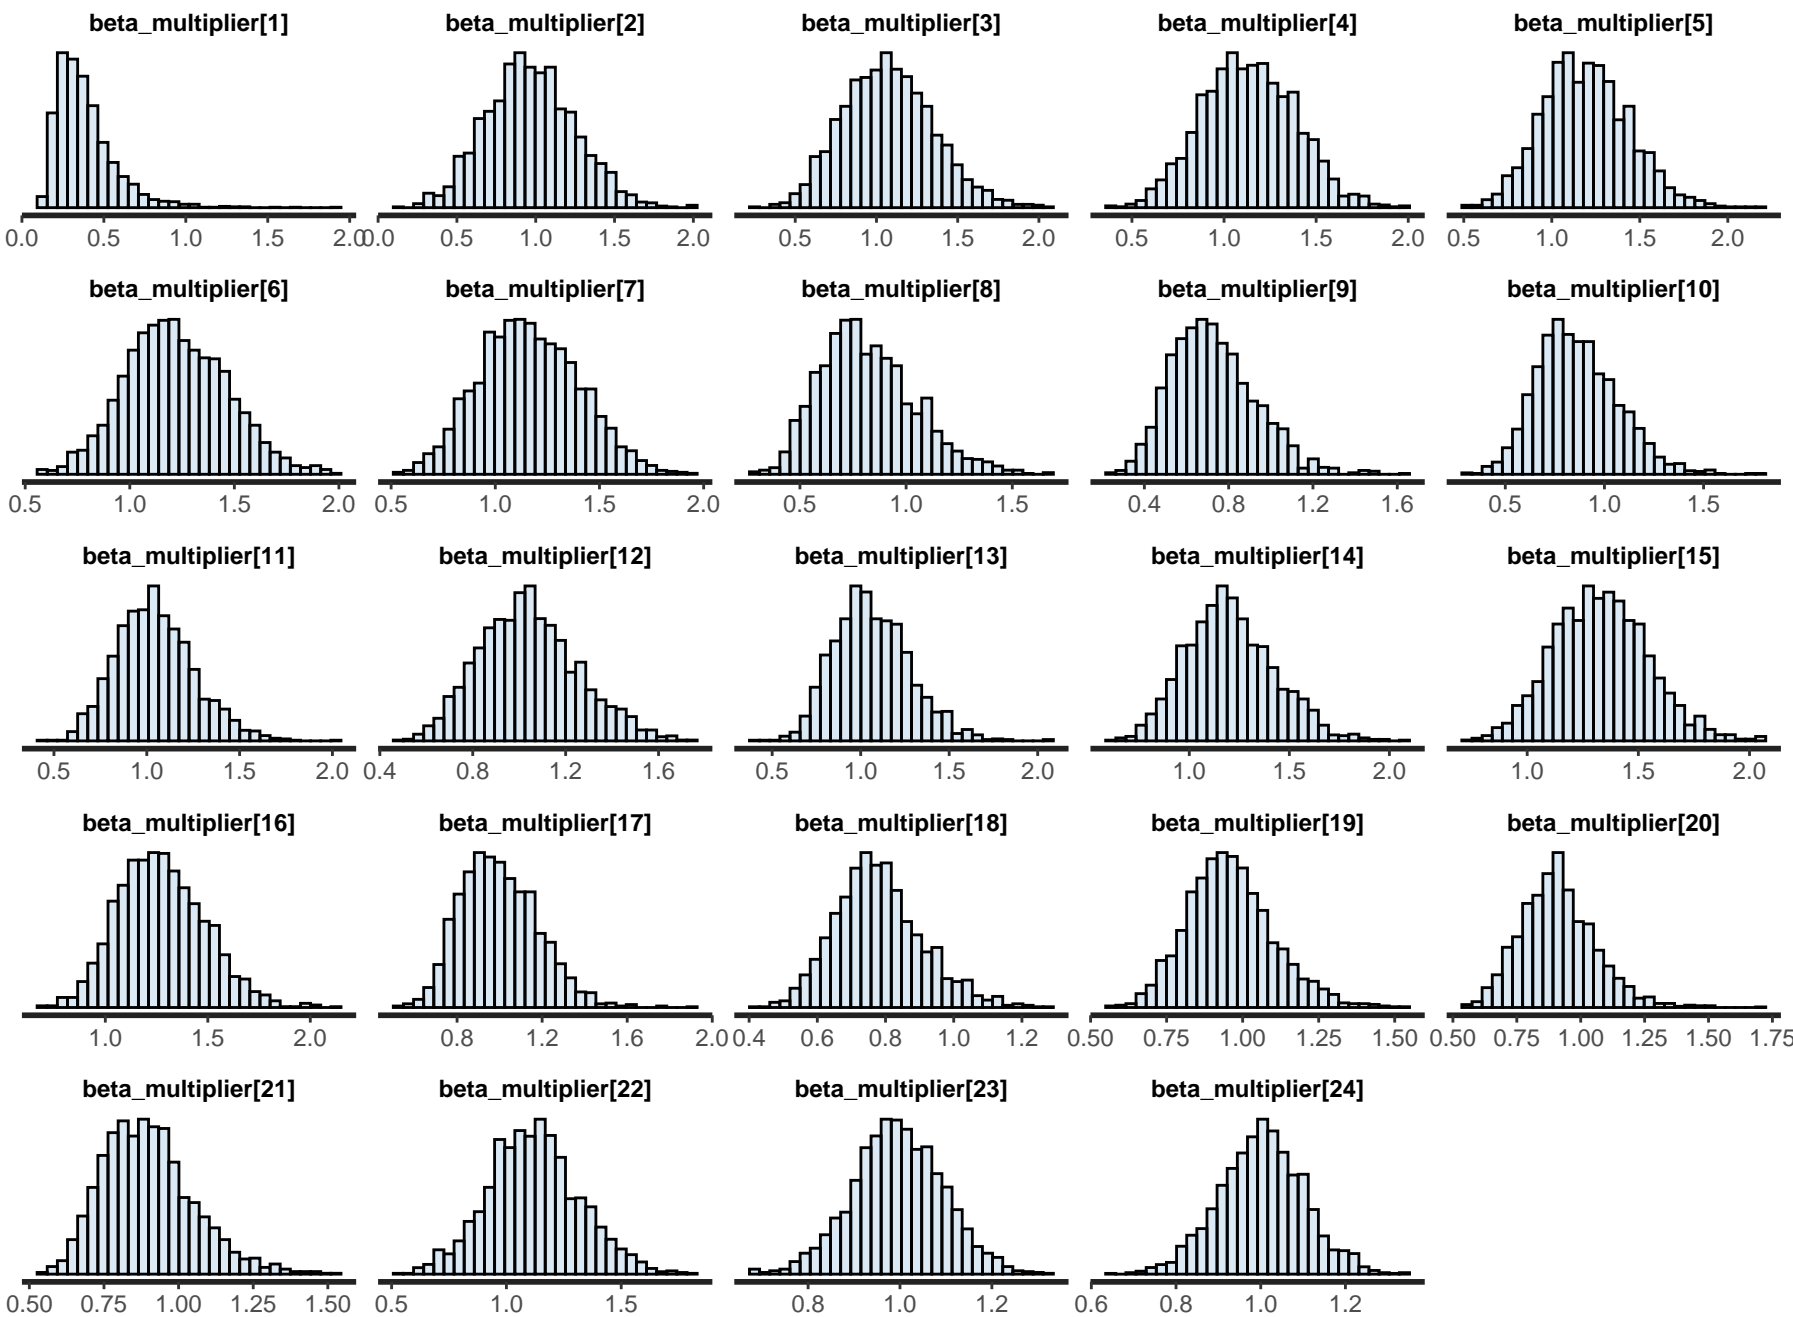 beta_multiplier[1] beta_multiplier[2] beta_multiplier[3] beta_multiplier[4] beta_multiplier[5]
0.0 0.5 1.0 1.5 2.0 0.0 0.5 1.0 1.5 2.0 0.5 1.0 1.5 2.0 0.5 1.0 1.5 2.0 0.5 1.0 1.5 2.0
beta_multiplier[6] beta_multiplier[7] beta_multiplier[8] beta_multiplier[9] beta_multiplier[10]
0.5 1.0 1.5 2.0 0.5 1.0 1.5 2.0 0.5 1.0 1.5 0.4 0.8 1.2 1.6 0.5 1.0 1.5
beta_multiplier[11] beta_multiplier[12] beta_multiplier[13] beta_multiplier[14] beta_multiplier[15]
0.5 1.0 1.5 2.0 0.4 0.8 1.2 1.6 0.5 1.0 1.5 2.0 1.0 1.5 2.0 1.0 1.5 2.0
beta_multiplier[16] beta_multiplier[17] beta_multiplier[18] beta_multiplier[19] beta_multiplier[20]
1.0 1.5 2.0 0.8 1.2 1.6 2.0 0.4 0.6 0.8 1.0 1.2 0.50 0.75 1.00 1.25 1.50 0.50 0.75 1.00 1.25 1.50 1.75
beta_multiplier[21] beta_multiplier[22] beta_multiplier[23] beta_multiplier[24]
0.50 0.75 1.00 1.25 1.50 0.5 1.0 1.5 0.8 1.0 1.2 0.6 0.8 1.0 1.2